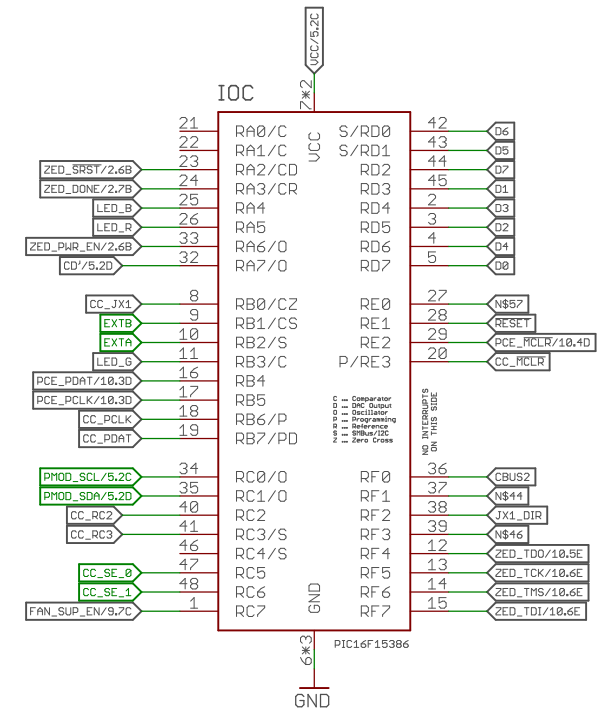 VCC/5.2C
7*2
IOC
VCC
21 RA0/C S/RD0 42 D6
22 RA1/C S/RD1 43 D5
ZED_SRST/2.6B 23 RA2/CD RD2 44 D7
ZED_DONE/2.7B 24 RA3/CR RD3 45 D1
LED_B 25 RA4 RD4 2 D3
LED_R 26 RA5 RD5 3 D2
ZED_PWR_EN/2.6B 33 RA6/O RD6 4 D4
CD'/5.2D 32 RA7/O RD7 5 D0
CC_JX1 8 RB0/CZ RE0 27 N$57
EXTB 9 RB1/CS RE1 28 RESET
EXTA 10 RB2/S RE2 29 PCE_MCLR/10.4D
LED_G 11 RB3/C P/RE3 20 CC_MCLR
PCE_PDAT/10.3D 16 RB4
PCE_PCLK/10.3D 17 RB5
CC_PCLK 18 RB6/P
CC_PDAT 19 RB7/PD
C .. Comparator
D .. DAC Output
O .. Oscillator
P .. Programming
R .. Reference
S .. SMBus/I2C
Z .. Zero Cross
NO INTERRUPTS
ON THIS SIDE
PMOD_SCL/5.2C 34 RC0/O RF0 36 CBUS2
PMOD_SDA/5.2D 35 RC1/O RF1 37 N$44
CC_RC2 40 RC2 RF2 38 JX1_DIR
CC_RC3 41 RC3/S RF3 39 N$46
46 RC4/S RF4 12 ZED_TDO/10.5E
CC_SE_0 47 RC5 RF5 13 ZED_TCK/10.6E
CC_SE_1 48 RC6 RF6 14 ZED_TMS/10.6E
FAN_SUP_EN/9.7C 1 RC7 RF7 15 ZED_TDI/10.6E
GND
6*3
PIC16F15386
GND